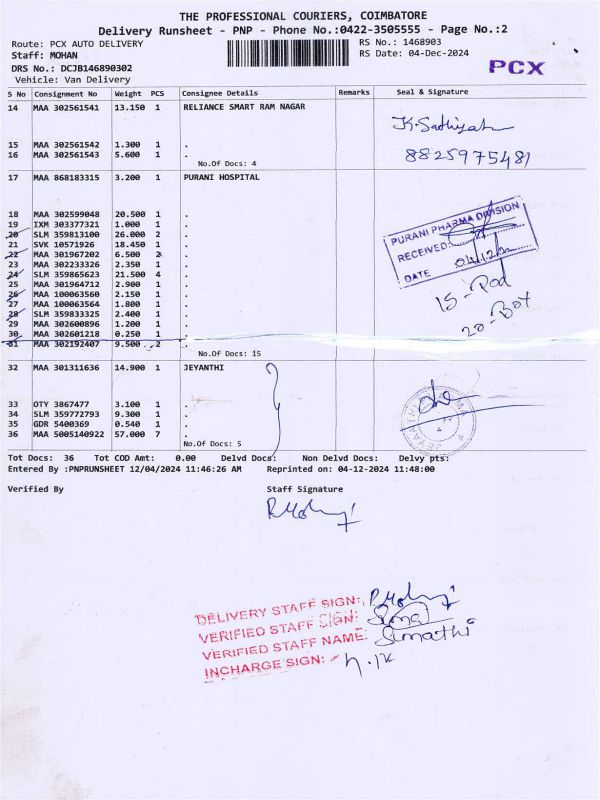 THE PROFESSIONAL COURIERS, COIMBATORE
Delivery Runsheet - PNP - Phone No.:0422-3505555 - Page No.:2
Route: PCX AUTO DELIVERY RS No.: 1468903
Staff: MOHAN RS Date: 04-Dec-2024
DRS No.: DCJB146890302 PCX
Vehicle: Van Delivery
S No Consignment No Weight PCS Consignee Details Remarks Seal & Signature
14 MAA 302561541 13.150 1 RELIANCE SMART RAM NAGAR
K. Sathiyah
15 MAA 302561542 1.300 1 .
16 MAA 302561543 5.600 1 . 8825975481
No.Of Docs: 4
17 MAA 868183315 3.200 1 PURANI HOSPITAL
18 MAA 302599048 20.500 1 .
19 IXM 303377321 1.000 1 .
20 SLM 359813100 26.000 2 .
21 SVK 10571926 18.450 1 .
22 MAA 301967202 6.500 2 .
23 MAA 302233326 2.350 1 .
24 SLM 359865623 21.500 4 .
25 MAA 301964712 2.900 1 .
26 MAA 100063560 2.150 1 .
27 MAA 100063564 1.800 1 .
28 SLM 359833325 2.400 1 .
29 MAA 302600896 1.200 1 .
30 MAA 302601218 0.250 1 .
31 MAA 302192407 9.500 2 .
PURANI PHARMA DIVISION
RECEIVED
DATE 04/12/2
15 - Pod
20 - Bot
No.Of Docs: 15
32 MAA 301311636 14.900 1 JEYANTHI
33 OTY 3867477 3.100 1 .
34 SLM 359772793 9.300 1 .
35 GDR 5400369 0.540 1 .
36 MAA 5005140922 57.000 7 .
No.Of Docs: 5
Tot Docs: 36 Tot COD Amt: 0.00 Delvd Docs: Non Delvd Docs: Delvy pts:
Entered By :PNPRUNSHEET 12/04/2024 11:46:26 AM Reprinted on: 04-12-2024 11:48:00
Verified By Staff Signature
DELIVERY STAFF SIGN:
VERIFIED STAFF SIGN:
VERIFIED STAFF NAME: Sumathi
INCHARGE SIGN: